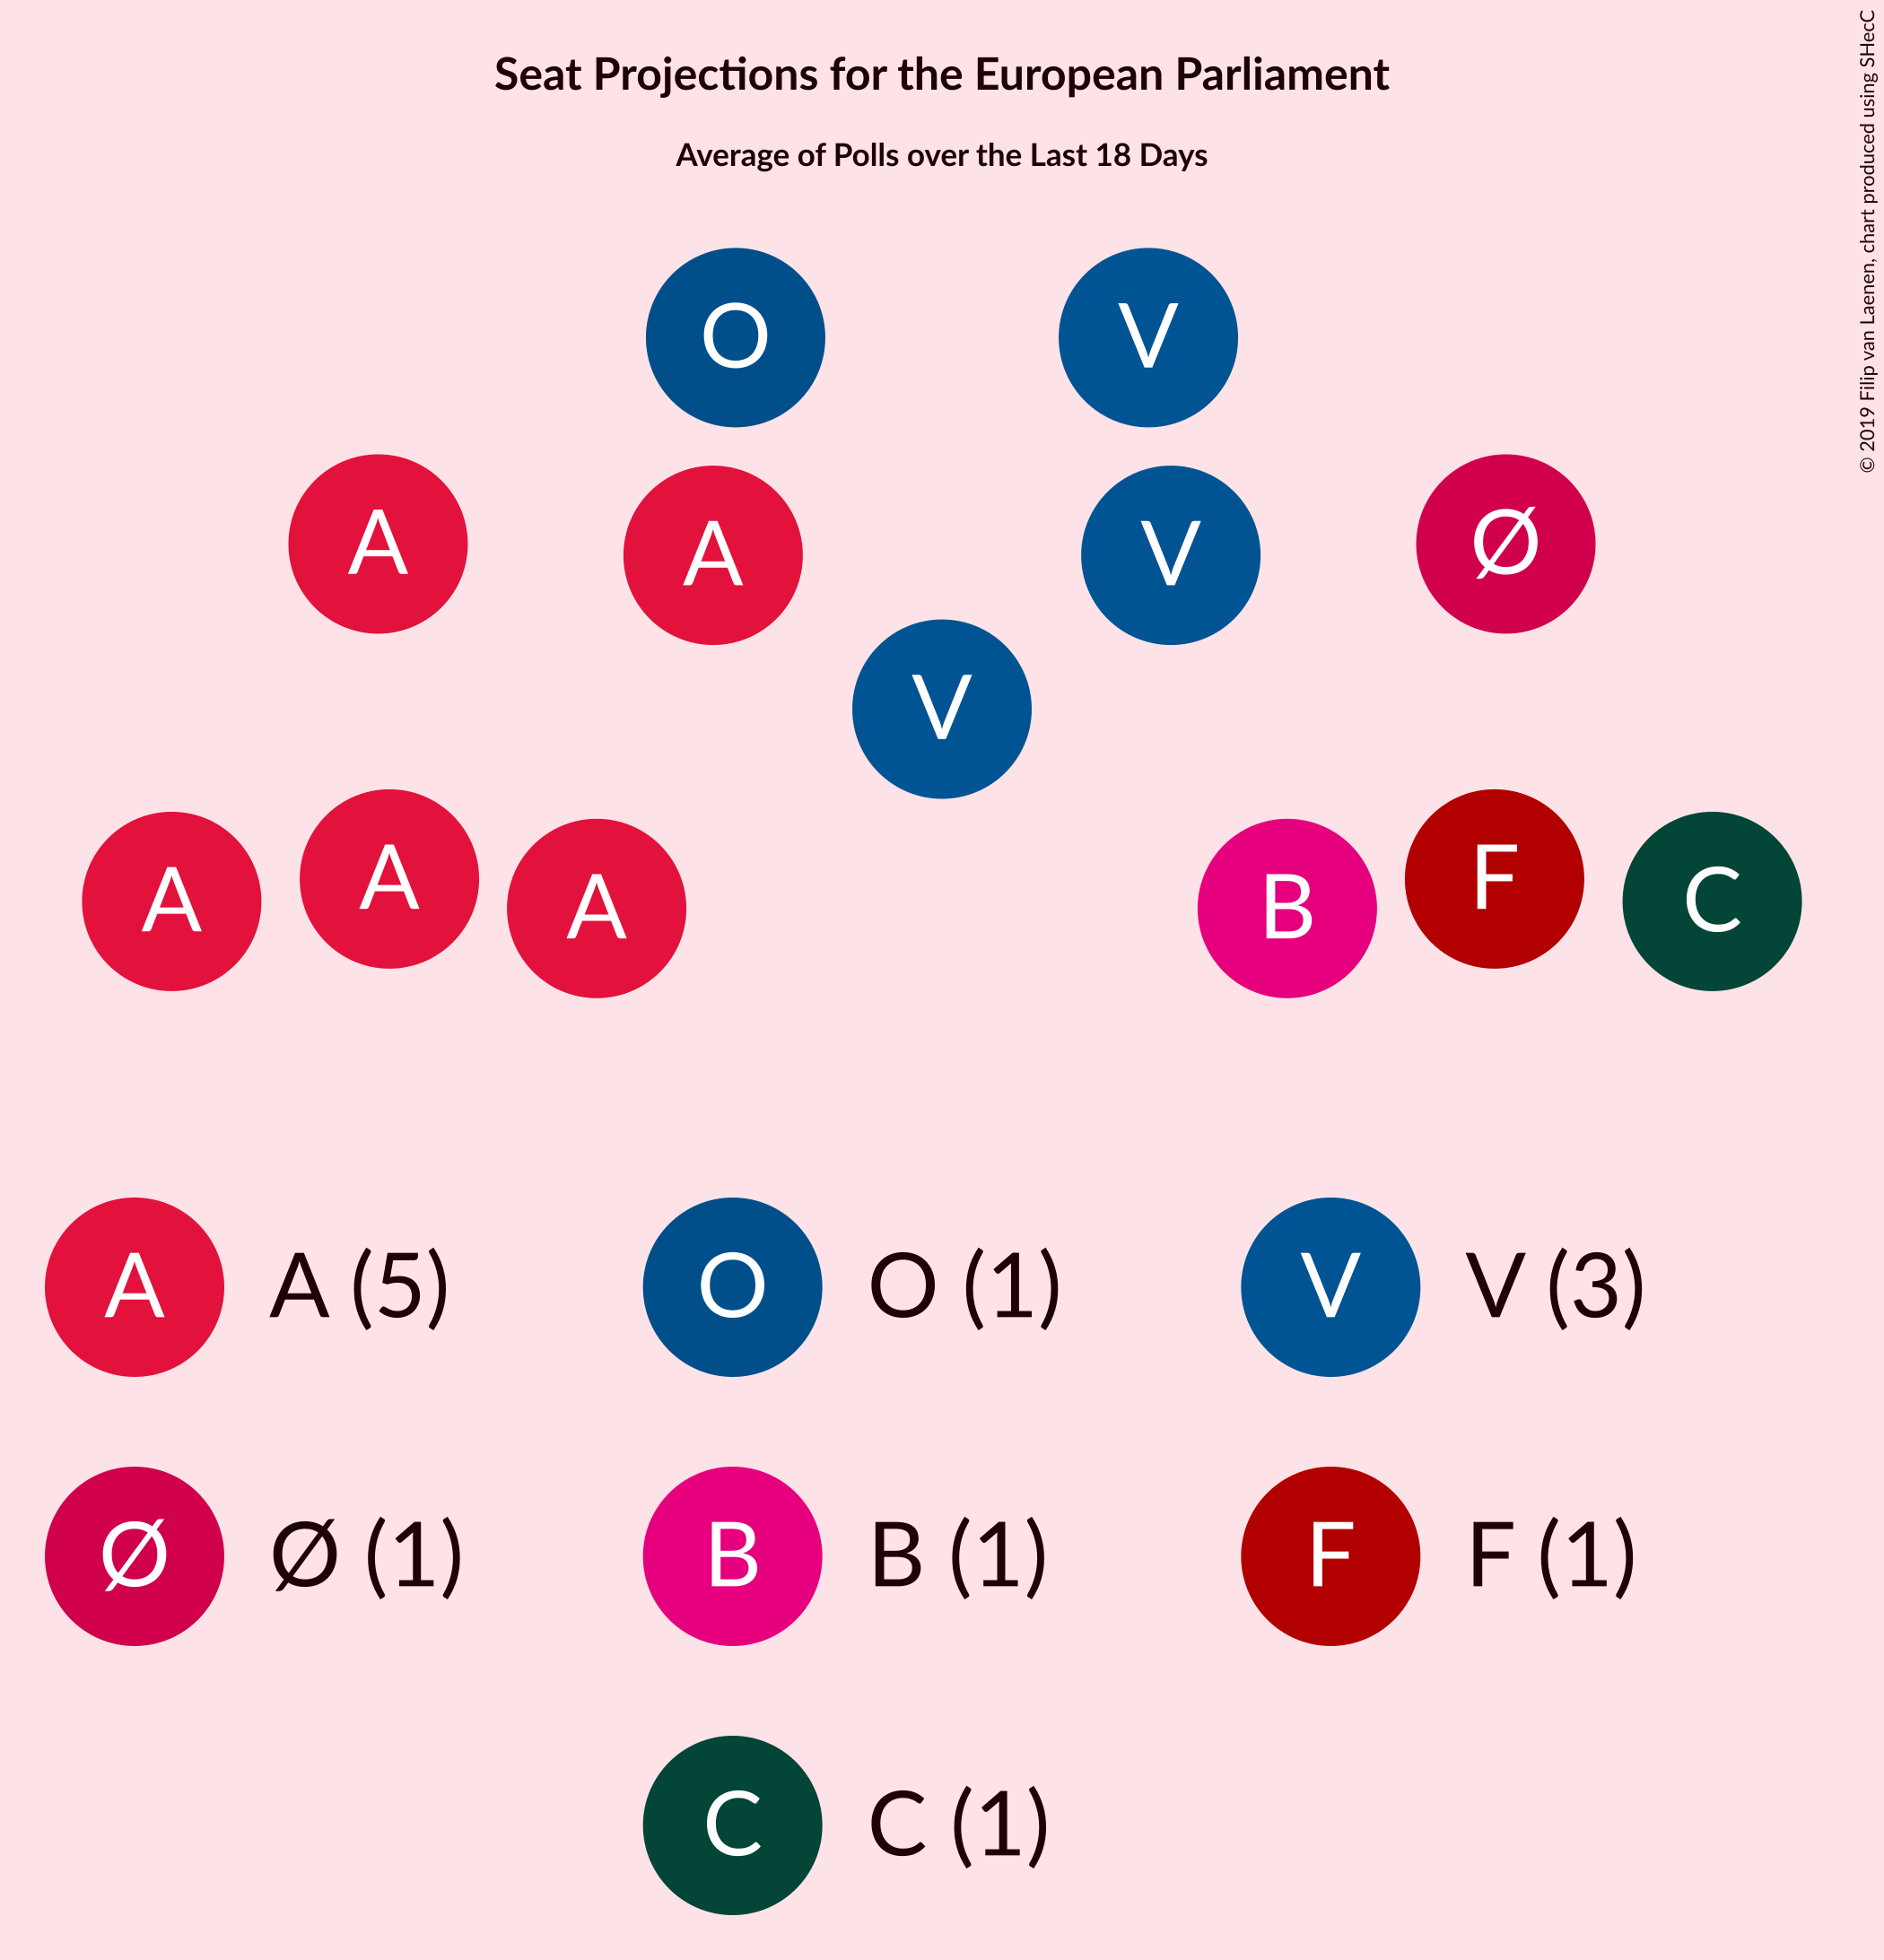 Seat Projections for the European Parliament
Average of Polls over the Last 18 Days
© 2019 Filip van Laenen, chart produced using SHecC
O V
A A V Ø
V
A A A B F C
A A (5) O O (1) V V (3)
Ø Ø (1) B B (1) F F (1)
C C (1)